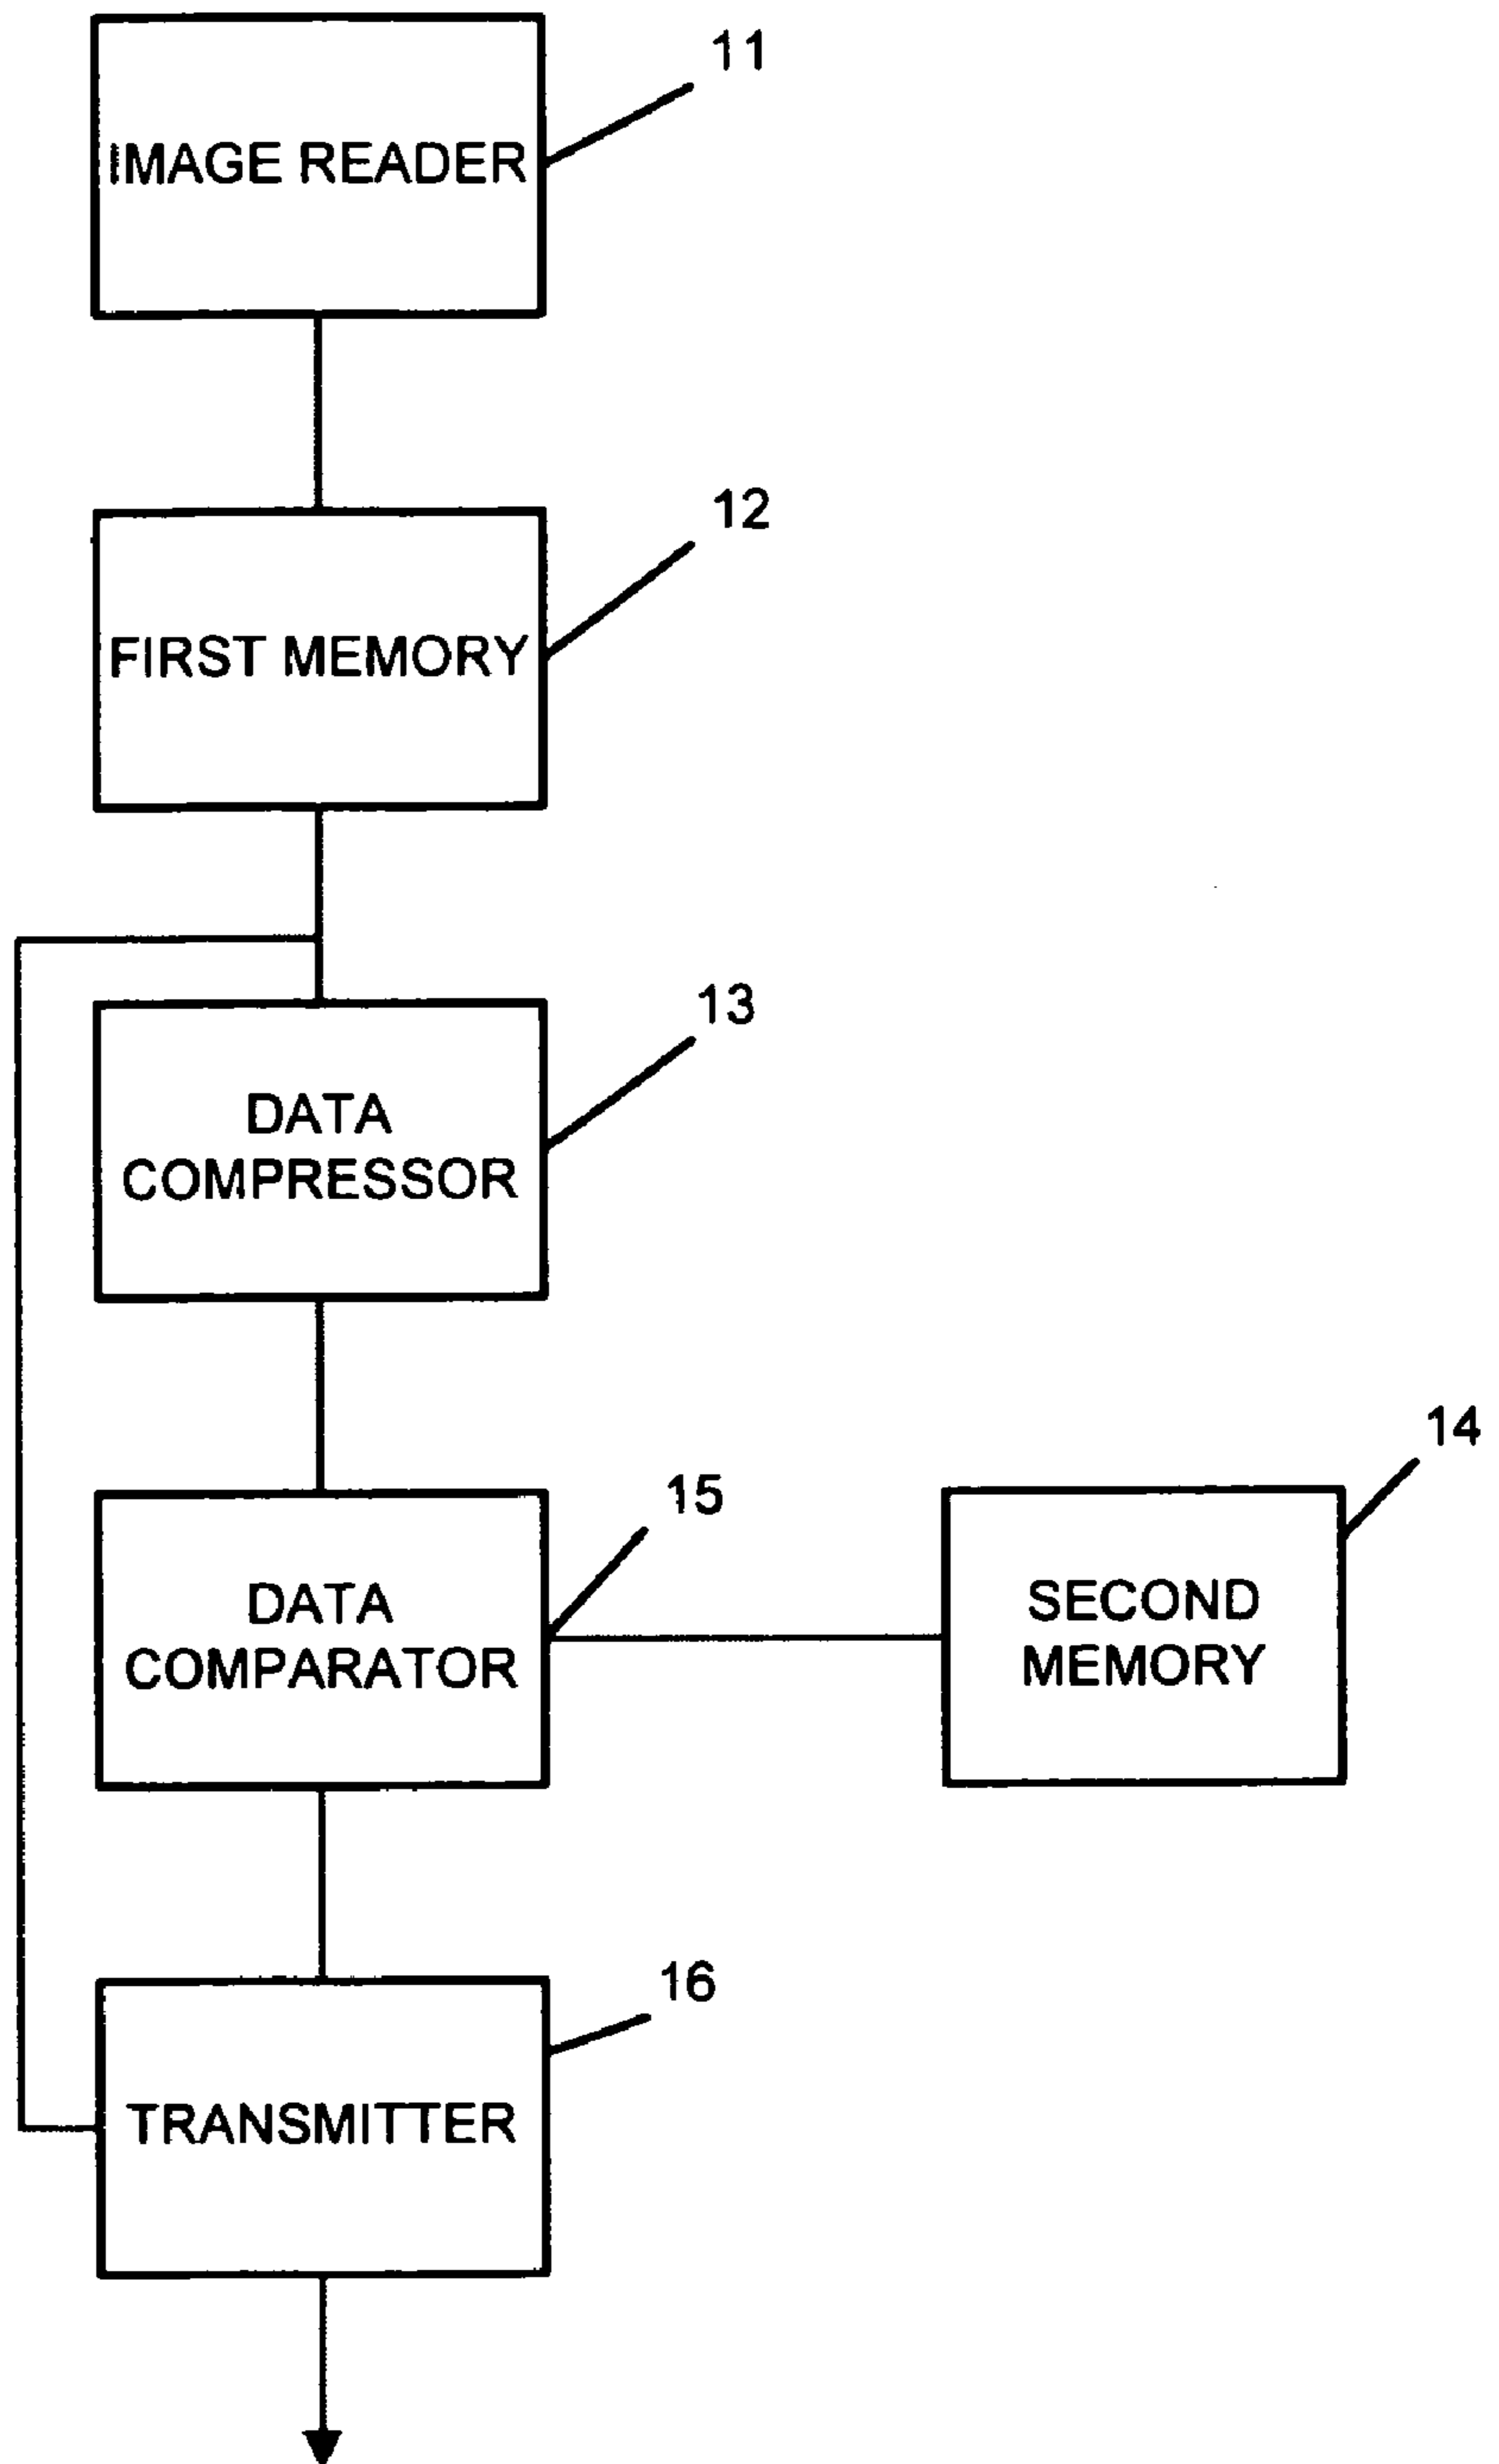 11
IMAGE READER
12
FIRST MEMORY
13
DATA
COMPRESSOR
14
15
DATA
COMPARATOR
SECOND
MEMORY
16
TRANSMITTER